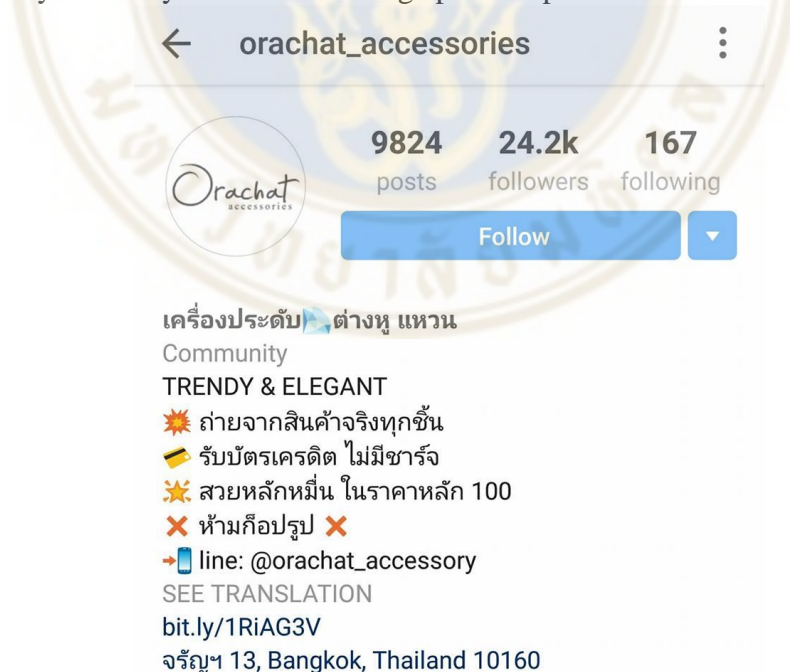 orachat_accessories
9824 24.2k 167
posts followers following
Orachat
accessories
Follow
เครื่องประดับ💎ต่างหู แหวน
Community
TRENDY & ELEGANT
💥 ถ่ายจากสินค้าจริงทุกชิ้น
💳 รับบัตรเครดิต ไม่มีชาร์จ
🌟 สวยหลักหมื่น ในราคาหลัก 100
❌ ห้ามก็อปรูป ❌
📲 line: @orachat_accessory
SEE TRANSLATION
bit.ly/1RiAG3V
จรัญฯ 13, Bangkok, Thailand 10160